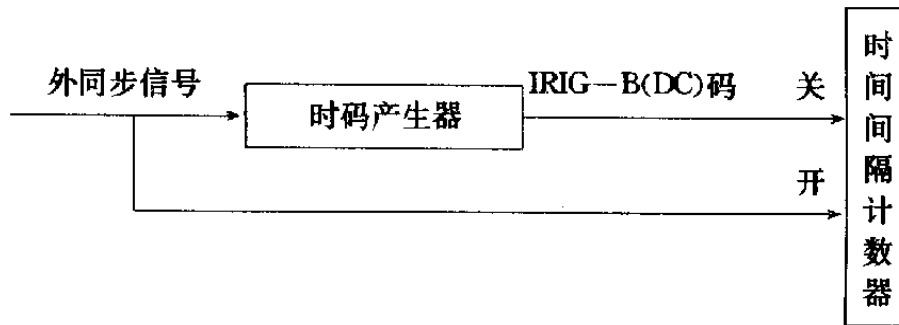 外同步信号
时码产生器
IRIG-B(DC)码
关
开
时间间隔计数器